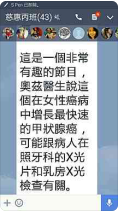 慈惠丙班(43)
這是一個非常
有趣的節目，
奧茲醫生說這
個在女性癌病
中增長最快速
的甲狀腺癌，
可能跟病人在
照牙科的X光
片和乳房X光
檢查有關。